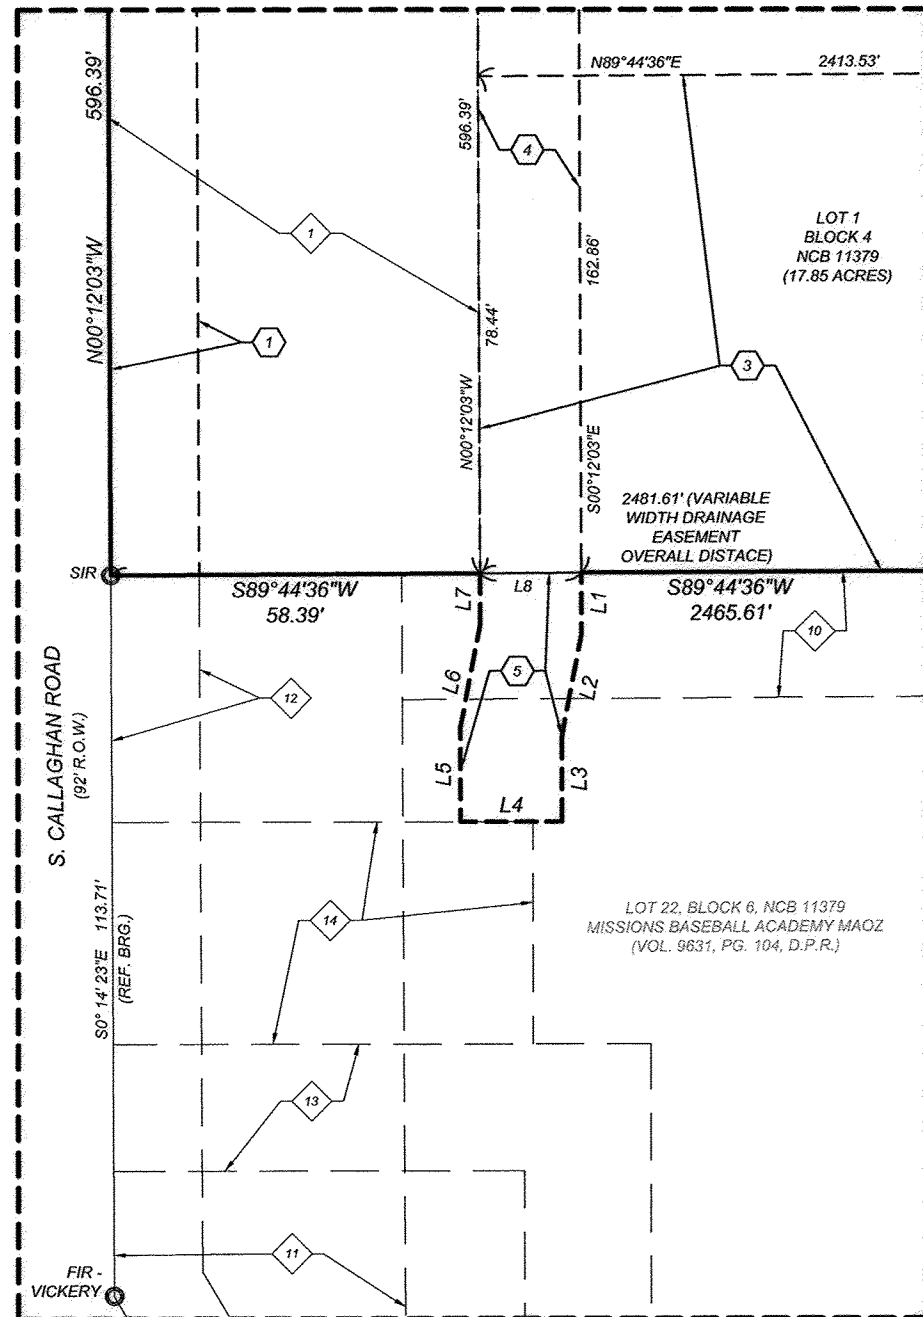 596.39'
N89°44'36"E
2413.53'
596.39'
4
1
LOT 1
BLOCK 4
NCB 11379
(17.85 ACRES)
162.86'
N00°12'03"W
78.44'
1
3
N00°12'03"W
S00°12'03"E
2481.61' (VARIABLE
WIDTH DRAINAGE
EASEMENT
OVERALL DISTACE)
SIR
S89°44'36"W
58.39'
L7
L8
L1
S89°44'36"W
2465.61'
10
12
L6
5
L2
S. CALLAGHAN ROAD
(92' R.O.W.)
L5
L3
L4
14
LOT 22, BLOCK 6, NCB 11379
MISSIONS BASEBALL ACADEMY MAOZ
(VOL. 9631, PG. 104, D.P.R.)
S0° 14' 23"E 113.71'
(REF. BRG.)
13
11
FIR -
VICKERY